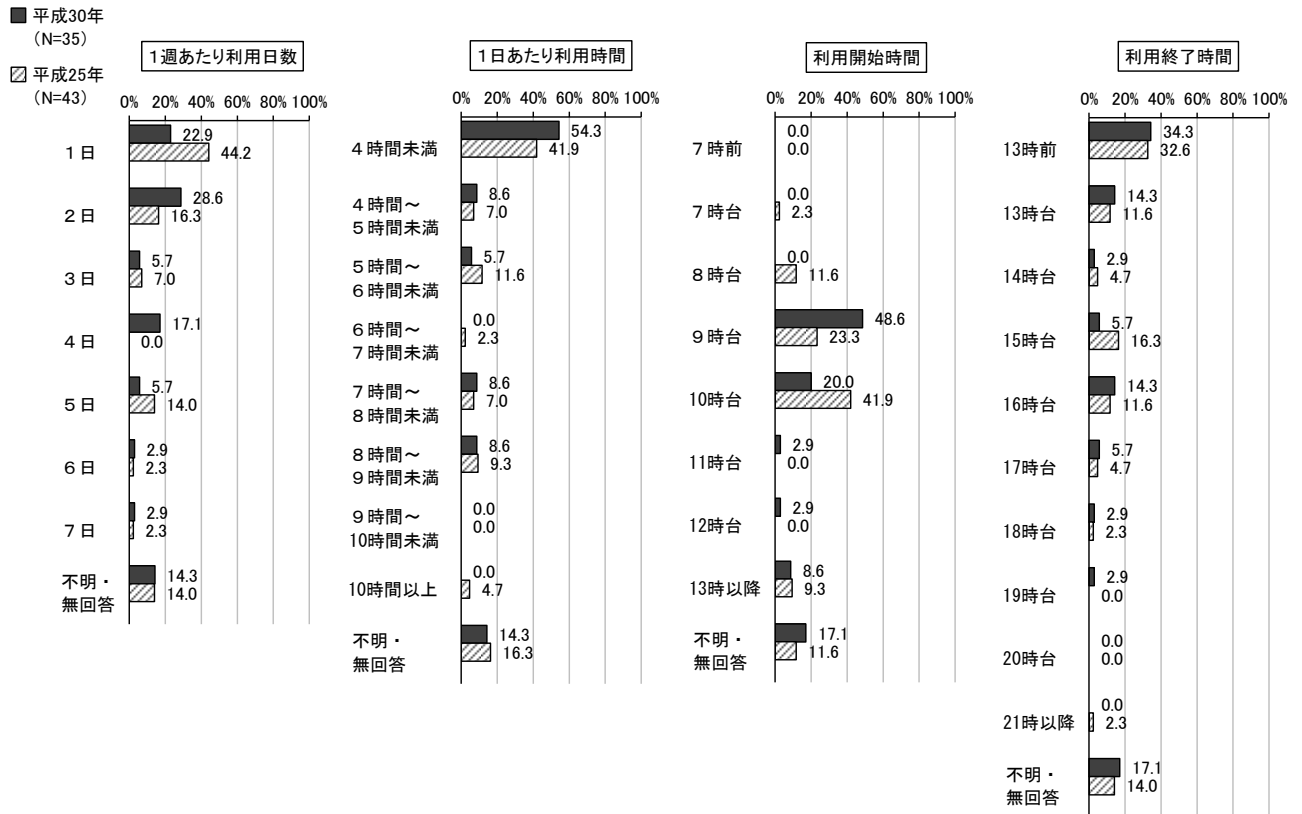 平成30年
（N=35）
平成25年
（N=43）
１週あたり利用日数
0% 20% 40% 60% 80% 100%
１日
22.9
44.2
２日
28.6
16.3
３日
5.7
7.0
４日
17.1
0.0
５日
5.7
14.0
６日
2.9
2.3
７日
2.9
2.3
不明・
無回答
14.3
14.0
１日あたり利用時間
0% 20% 40% 60% 80% 100%
４時間未満
54.3
41.9
４時間～
５時間未満
8.6
7.0
５時間～
６時間未満
5.7
11.6
６時間～
７時間未満
0.0
2.3
７時間～
８時間未満
8.6
7.0
８時間～
９時間未満
8.6
9.3
９時間～
10時間未満
0.0
0.0
10時間以上
0.0
4.7
不明・
無回答
14.3
16.3
利用開始時間
0% 20% 40% 60% 80% 100%
７時前
0.0
0.0
７時台
0.0
2.3
８時台
0.0
11.6
９時台
48.6
23.3
10時台
20.0
41.9
11時台
2.9
0.0
12時台
2.9
0.0
13時以降
8.6
9.3
不明・
無回答
17.1
11.6
利用終了時間
0% 20% 40% 60% 80% 100%
13時前
34.3
32.6
13時台
14.3
11.6
14時台
2.9
4.7
15時台
5.7
16.3
16時台
14.3
11.6
17時台
5.7
4.7
18時台
2.9
2.3
19時台
2.9
0.0
20時台
0.0
0.0
21時以降
0.0
2.3
不明・
無回答
17.1
14.0